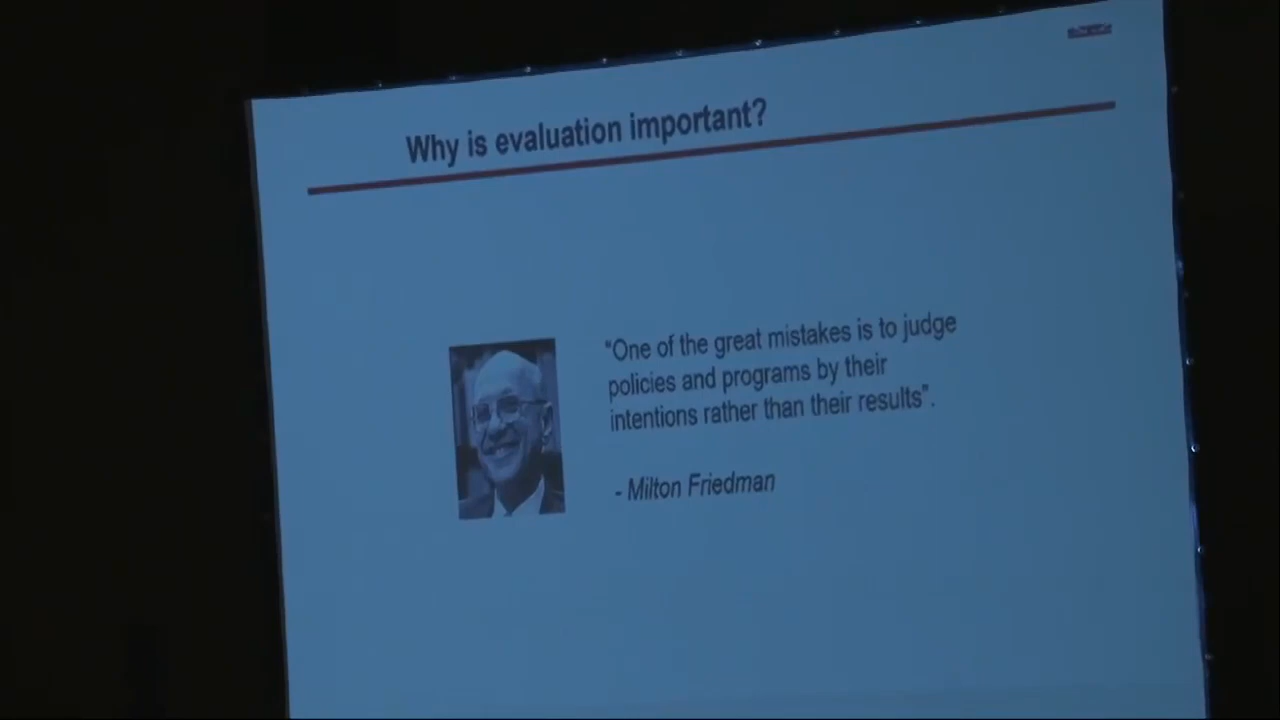 Why is evaluation important?
"One of the great mistakes is to judge
policies and programs by their
intentions rather than their results".
- Milton Friedman